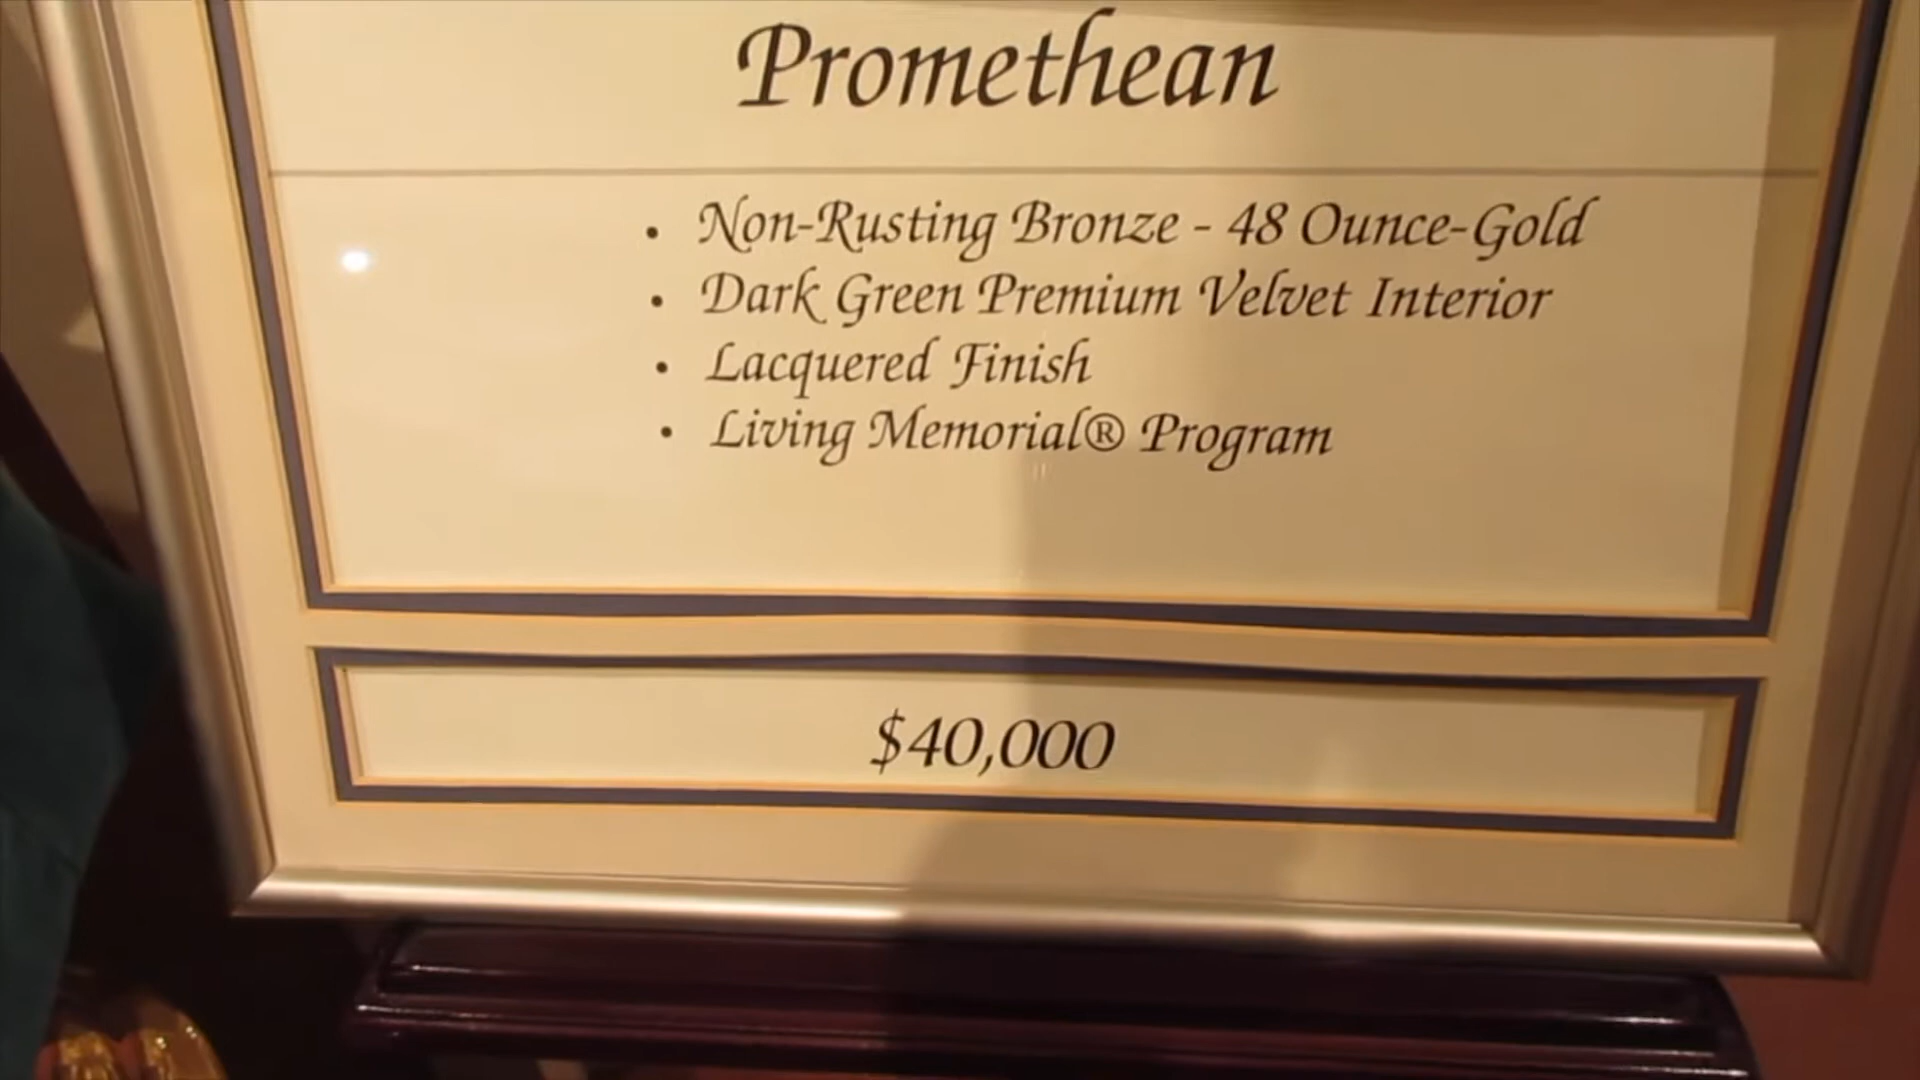 Promethean
• Non-Rusting Bronze - 48 Ounce-Gold
• Dark Green Premium Velvet Interior
• Lacquered Finish
• Living Memorial® Program
$40,000